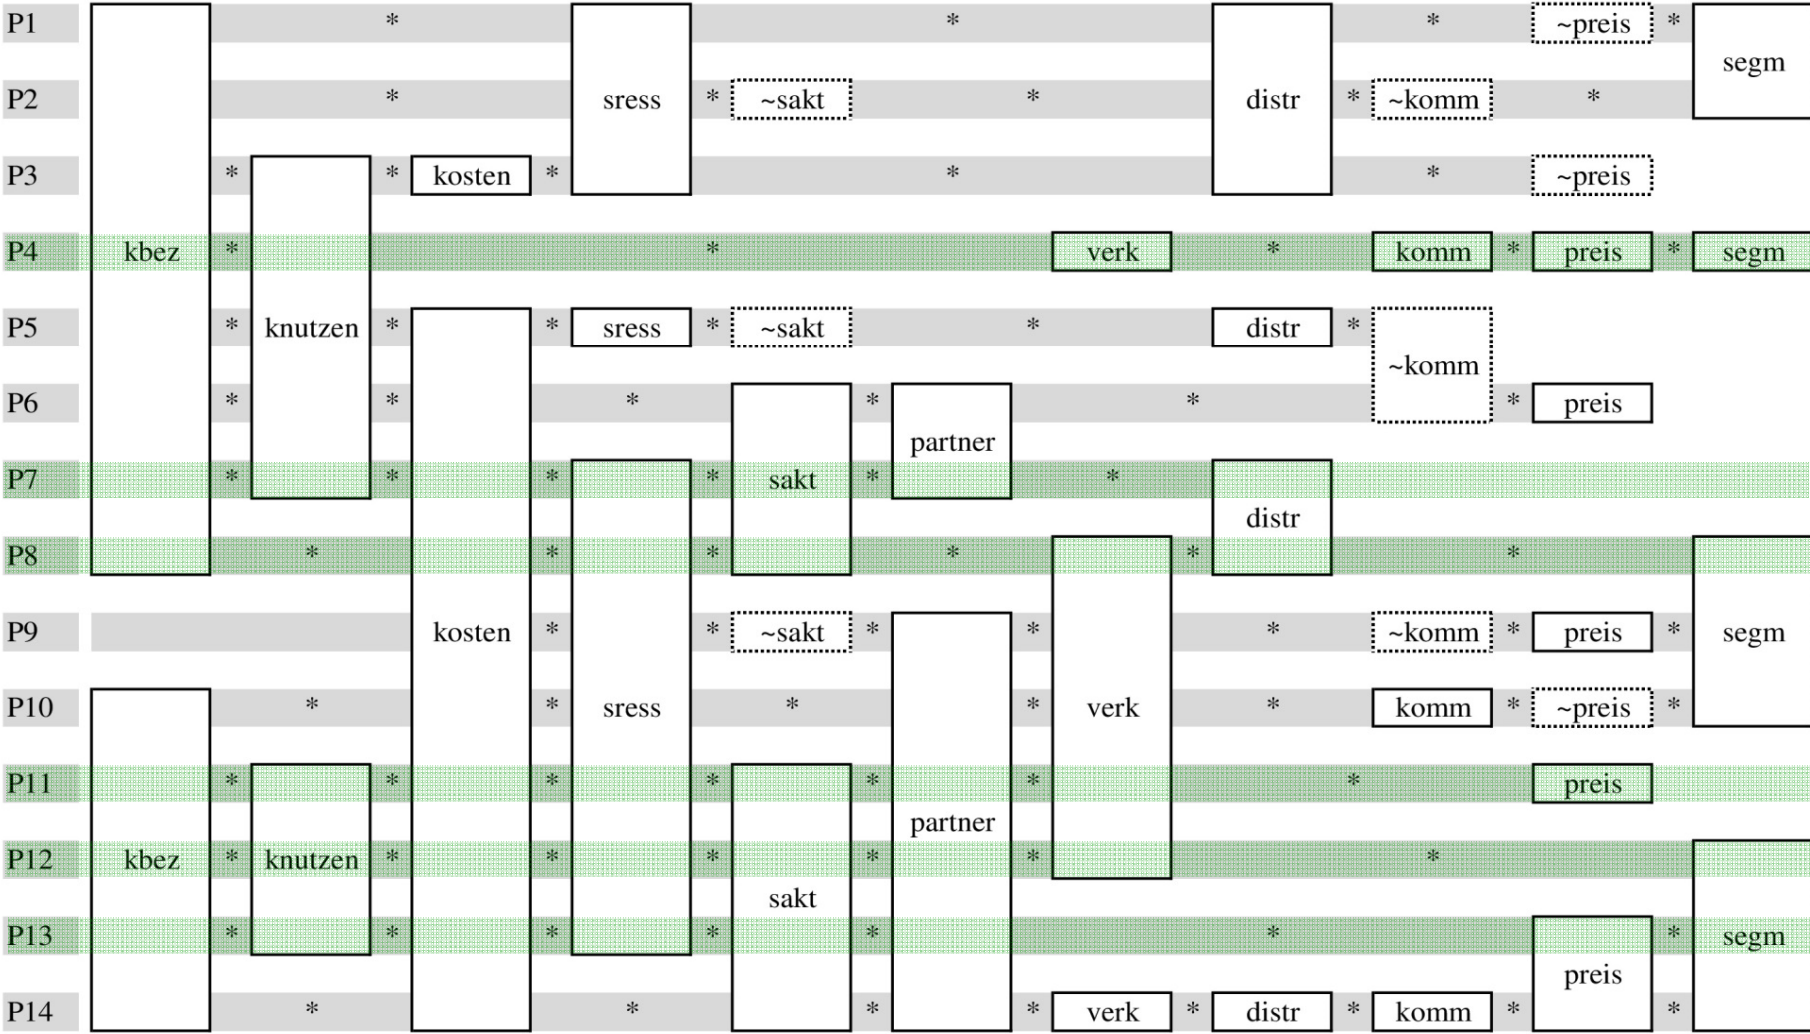 P1 * * * ~preis *
segm
P2 * sress * ~sakt * distr * ~komm *
P3 * * kosten * * * ~preis
P4 kbez * * verk * komm * preis * segm
P5 * knutzen * * sress * ~sakt * distr *
~komm
P6 * * * * * * preis
partner
P7 * * * * sakt * *
distr
P8 * * * * * *
P9 kosten * * ~sakt * * * ~komm * preis * segm
P10 * * sress * * verk * komm * ~preis *
P11 * * * * * * * preis
partner
P12 kbez * knutzen * * * * * *
sakt
P13 * * * * * * * segm
preis
P14 * * * * verk * distr * komm * *